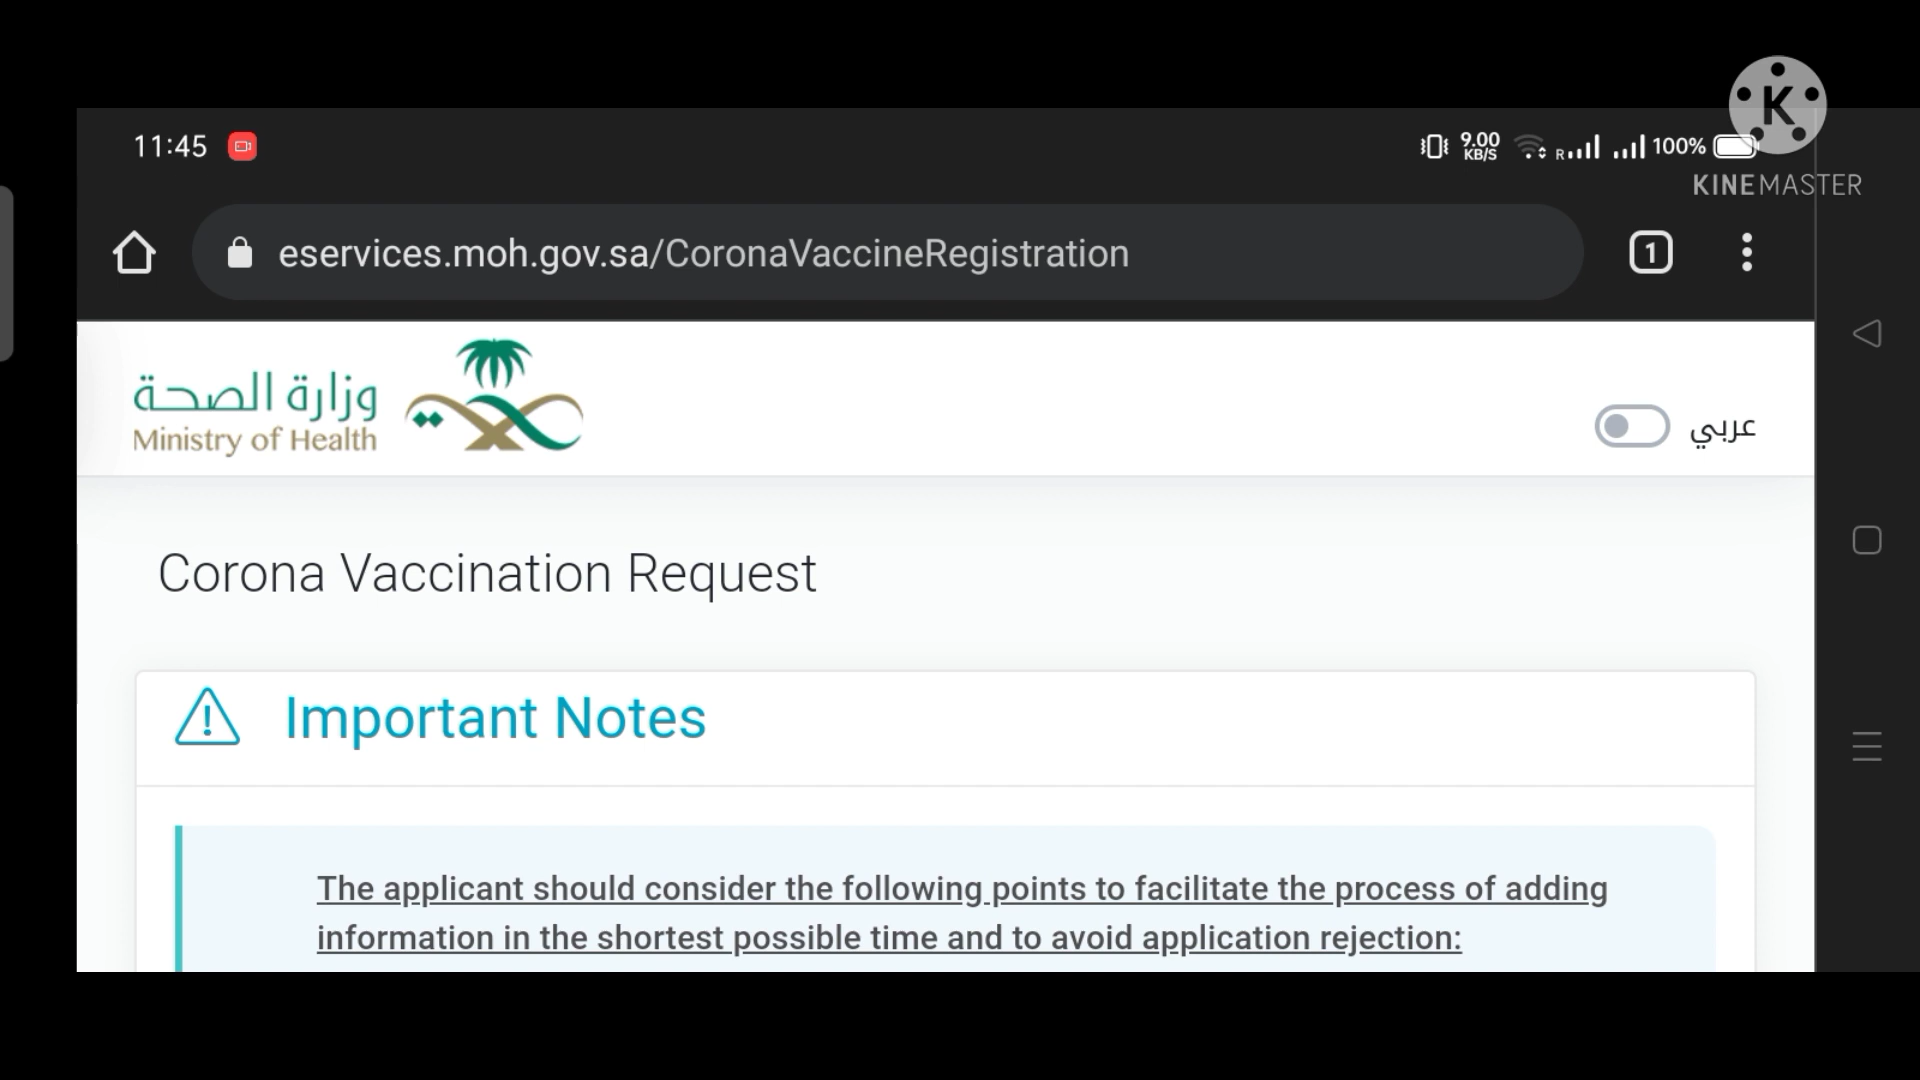 11:45
9.00
KB/S
R
100%
K
KINEMASTER
eservices.moh.gov.sa/CoronaVaccineRegistration
1
وزارة الصحة
Ministry of Health
عربي
Corona Vaccination Request
Important Notes
The applicant should consider the following points to facilitate the process of adding
information in the shortest possible time and to avoid application rejection: